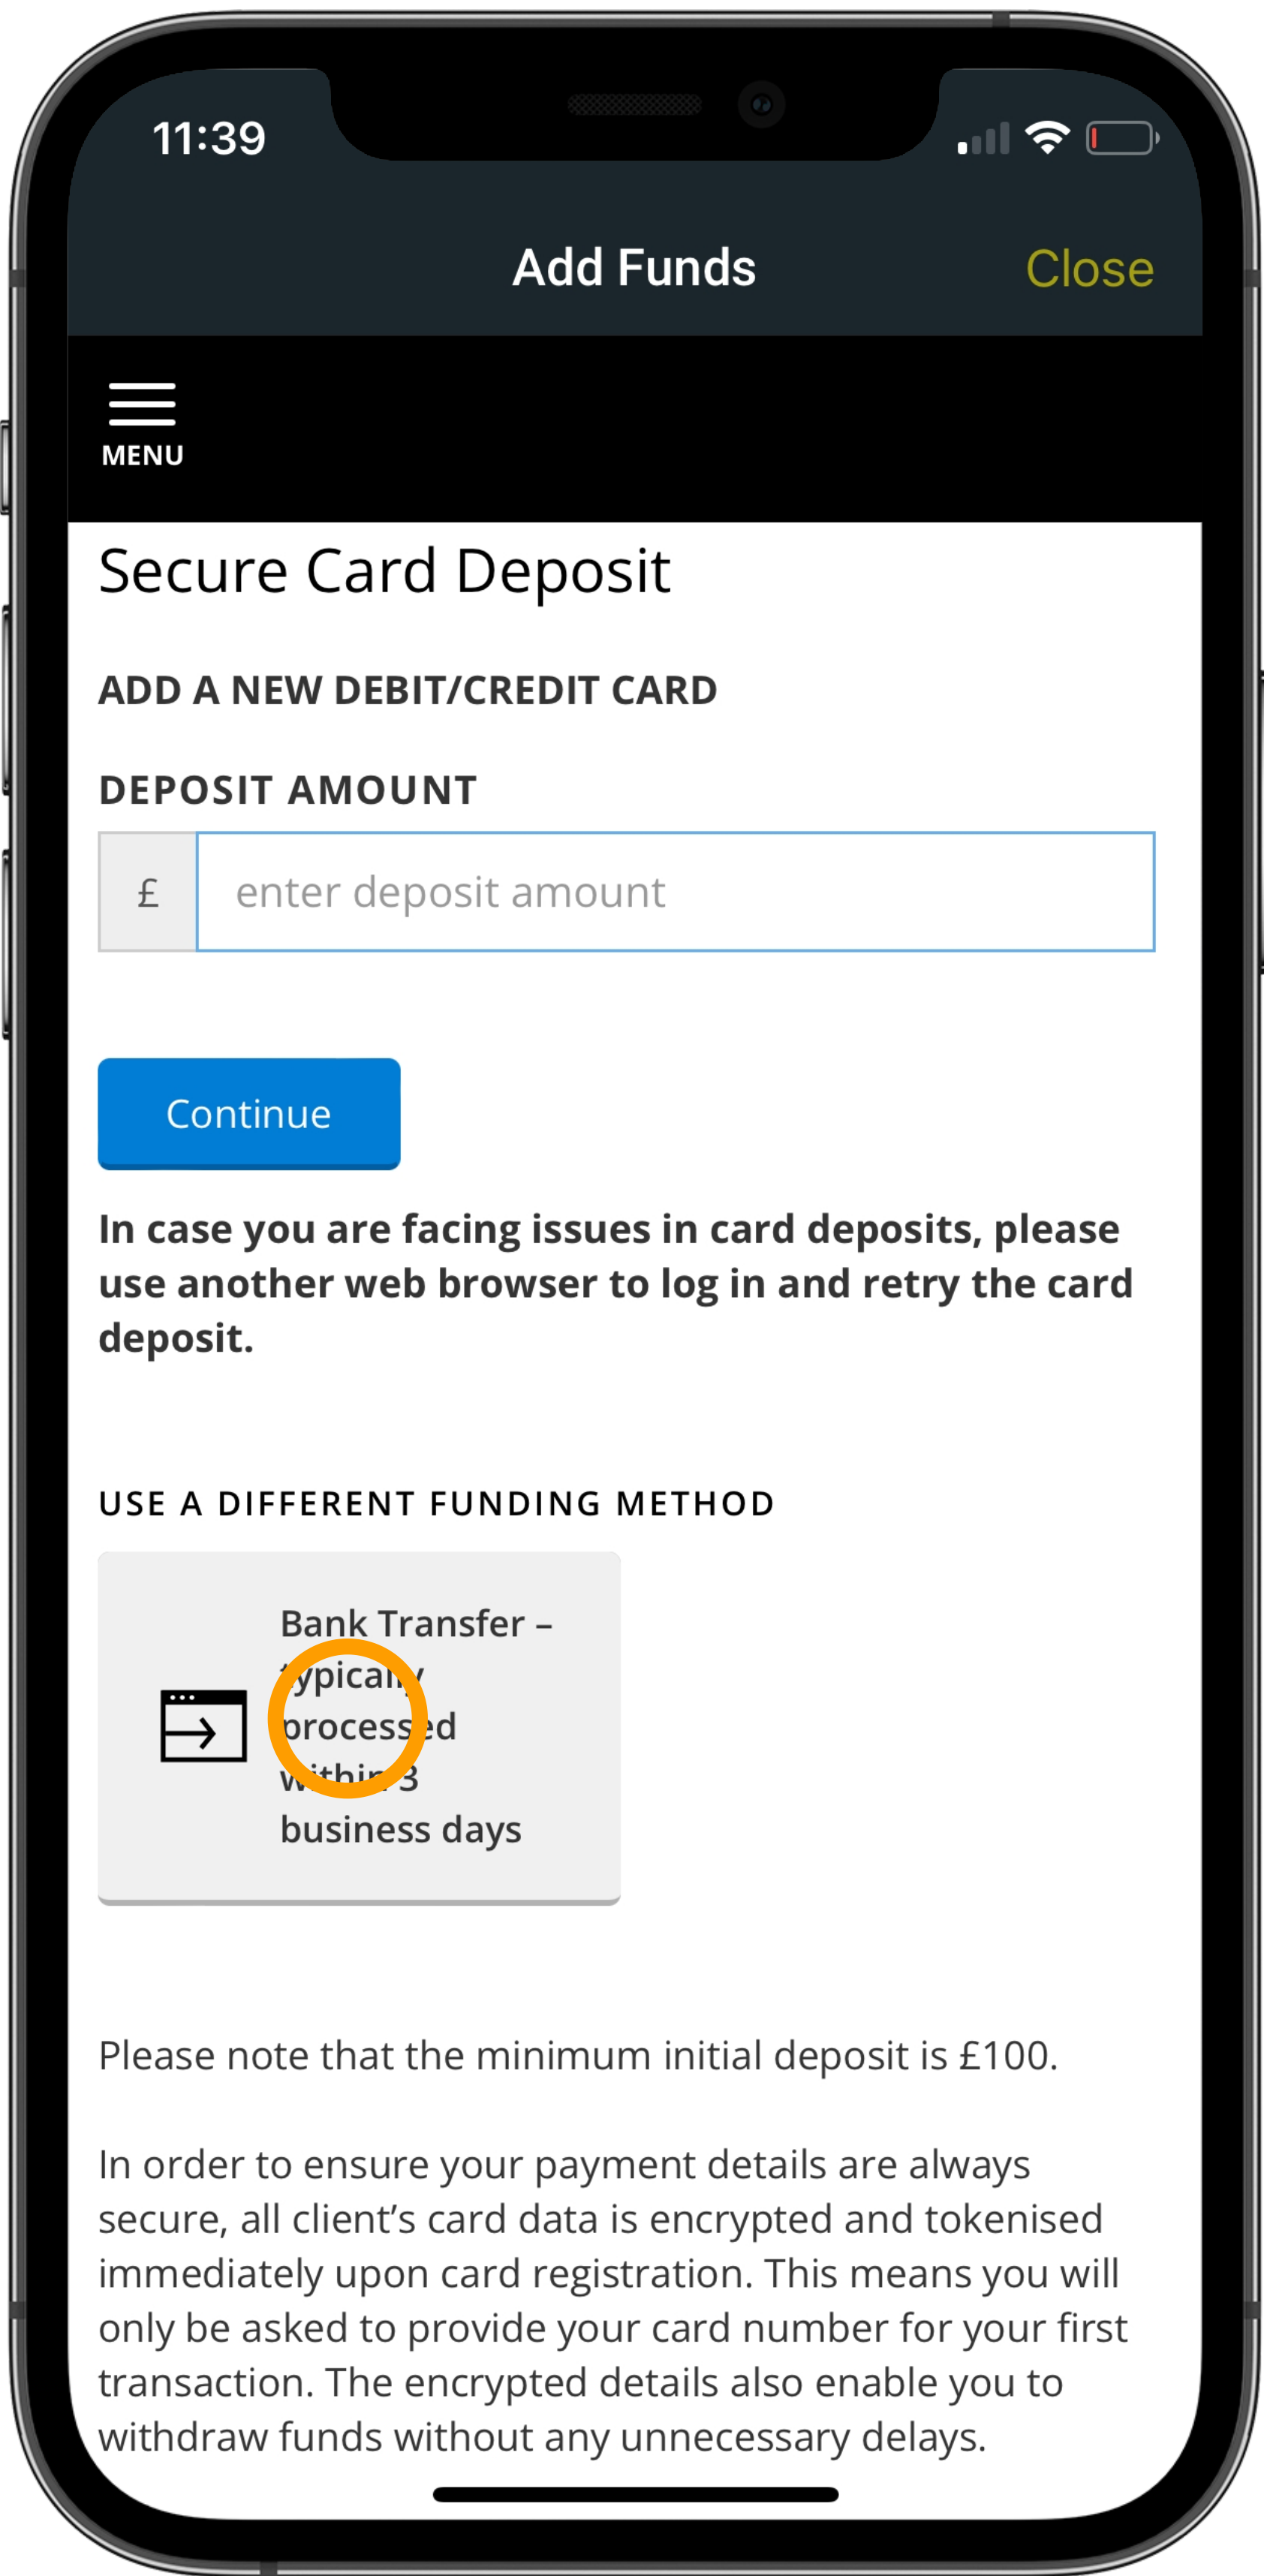 11:39
Add Funds
Close
MENU
Secure Card Deposit
ADD A NEW DEBIT/CREDIT CARD
DEPOSIT AMOUNT
£ enter deposit amount
Continue
In case you are facing issues in card deposits, please
use another web browser to log in and retry the card
deposit.
USE A DIFFERENT FUNDING METHOD
Bank Transfer –
typically
processed
within 3
business days
Please note that the minimum initial deposit is £100.
In order to ensure your payment details are always
secure, all client’s card data is encrypted and tokenised
immediately upon card registration. This means you will
only be asked to provide your card number for your first
transaction. The encrypted details also enable you to
withdraw funds without any unnecessary delays.